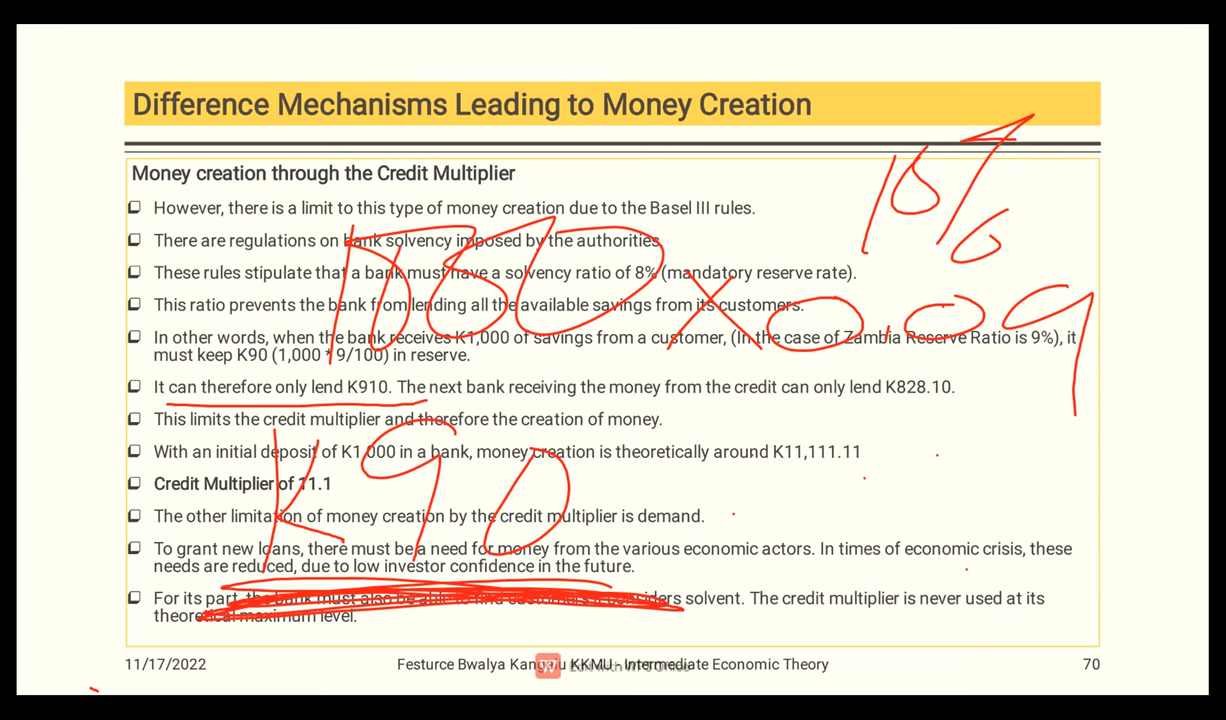 Difference Mechanisms Leading to Money Creation
Money creation through the Credit Multiplier
However, there is a limit to this type of money creation due to the Basel III rules.
There are regulations on bank solvency imposed by the authorities.
These rules stipulate that a bank must have a solvency ratio of 8% (mandatory reserve rate).
This ratio prevents the bank from lending all the available savings from its customers.
In other words, when the bank receives K1,000 of savings from a customer, (In the case of Zambia Reserve Ratio is 9%), it
must keep K90 (1,000 * 9/100) in reserve.
It can therefore only lend K910. The next bank receiving the money from the credit can only lend K828.10.
This limits the credit multiplier and therefore the creation of money.
With an initial deposit of K1,000 in a bank, money creation is theoretically around K11,111.11
Credit Multiplier of 11.1
The other limitation of money creation by the credit multiplier is demand.
To grant new loans, there must be a need for money from the various economic actors. In times of economic crisis, these
needs are reduced, due to low investor confidence in the future.
For its part, the bank must also be able to find customers it considers solvent. The credit multiplier is never used at its
theoretical maximum level.
x0.09
K90
11/17/2022
Festurce Bwalya KKMU - Intermediate Economic Theory
70